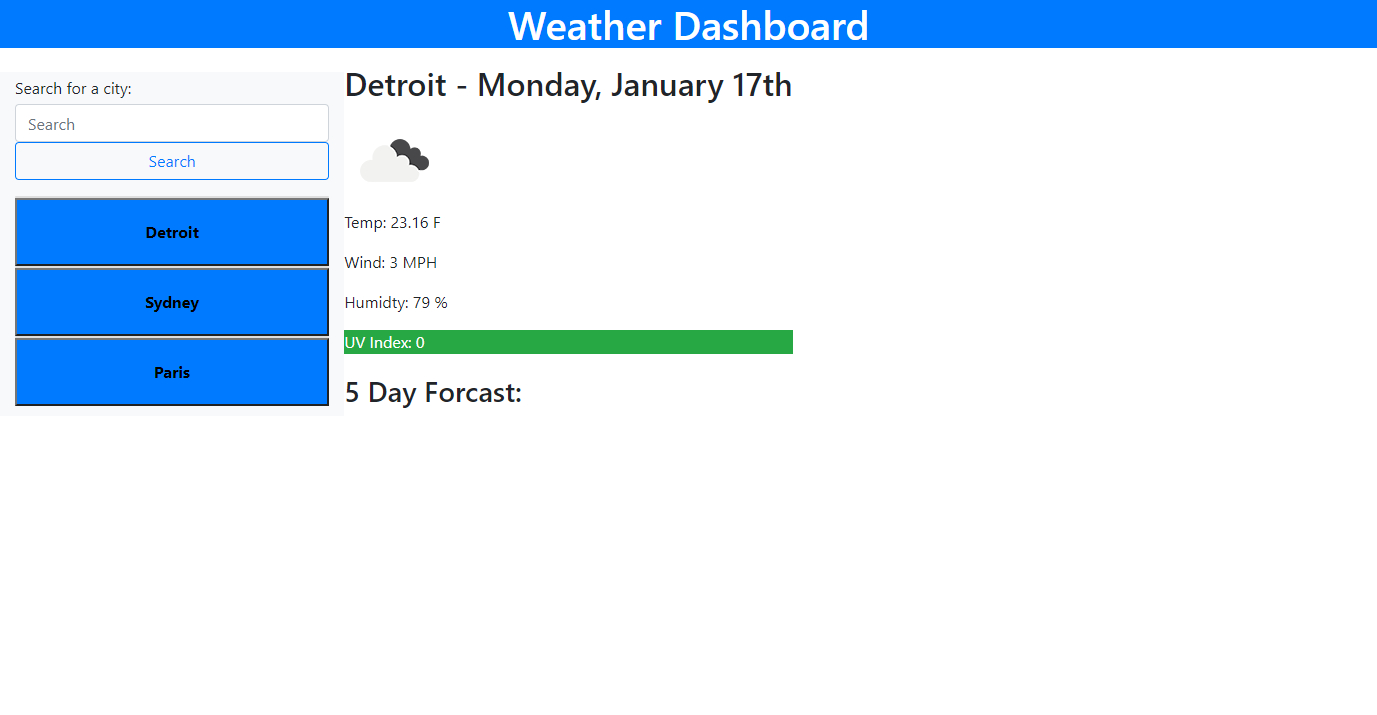 Weather Dashboard
Search for a city:
Search
Search
Detroit
Sydney
Paris
Detroit - Monday, January 17th
Temp: 23.16 F
Wind: 3 MPH
Humidty: 79 %
UV Index: 0
5 Day Forcast: